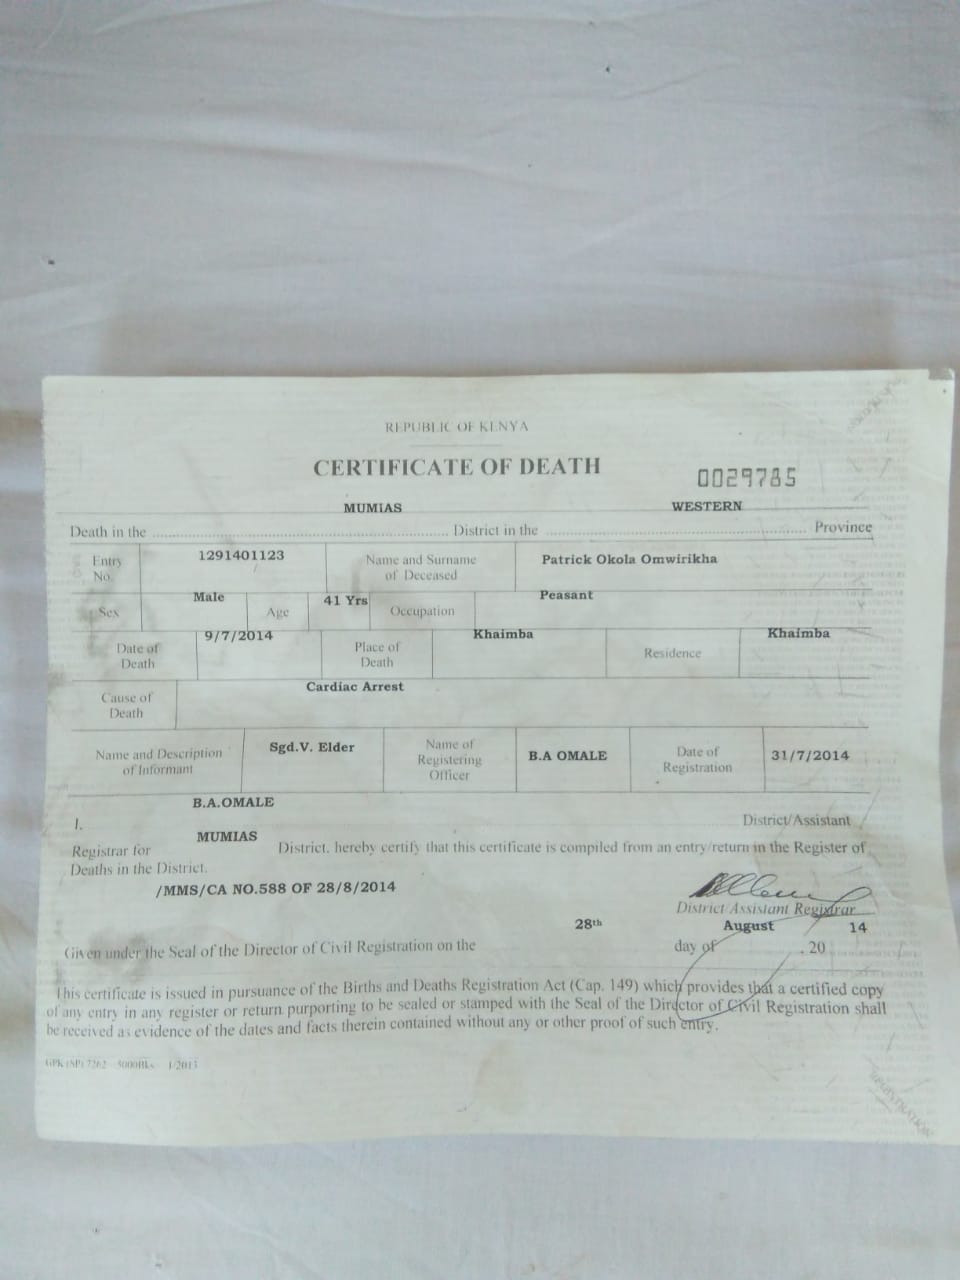 REPUBLIC OF KENYA
CERTIFICATE OF DEATH
0029785
MUMIAS WESTERN
Death in the ........ District in the ........ Province
Entry No. 1291401123 Name and Surname of Deceased Patrick Okola Omwirikha
Sex Male Age 41 Yrs Occupation Peasant
Date of Death 9/7/2014 Place of Death Khaimba Residence Khaimba
Cause of Death Cardiac Arrest
Name and Description of Informant Sgd.V. Elder Name of Registering Officer B.A OMALE Date of Registration 31/7/2014
B.A.OMALE
I. District/Assistant
MUMIAS
Registrar for District, hereby certify that this certificate is compiled from an entry/return in the Register of
Deaths in the District.
/MMS/CA NO.588 OF 28/8/2014
District/Assistant Registrar
28th August 14
Given under the Seal of the Director of Civil Registration on the day of , 20
This certificate is issued in pursuance of the Births and Deaths Registration Act (Cap. 149) which provides that a certified copy
of any entry in any register or return purporting to be sealed or stamped with the Seal of the Director of Civil Registration shall
be received as evidence of the dates and facts therein contained without any or other proof of such entry.
GPK (SP) 7262 5000Bks 1/2013